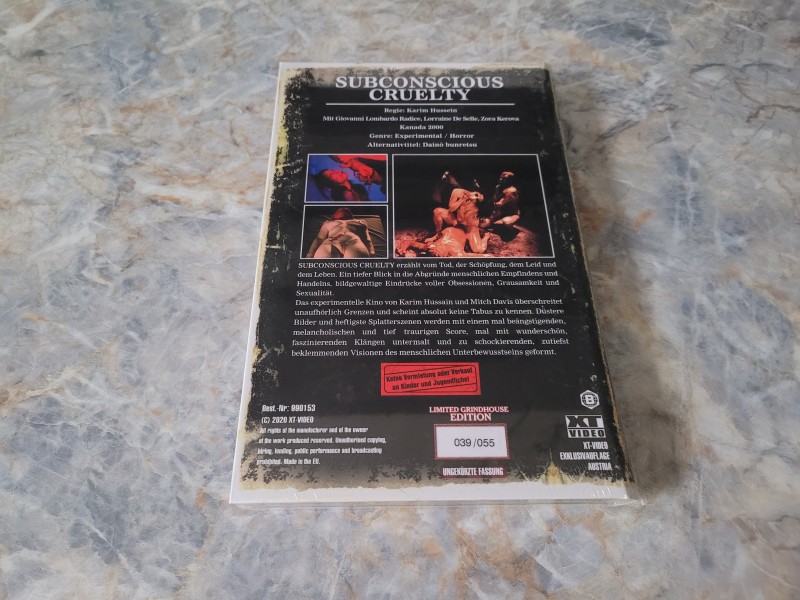 SUBCONSCIOUS
CRUELTY
Regie: Karim Hussein
Mit Giovanni Lombardo Radice, Lorraine De Selle, Zora Kerova
Kanada 2000
Genre: Experimental / Horror
Alternativtitel: Dainô bunretsu
SUBCONSCIOUS CRUELTY erzählt vom Tod, der Schöpfung, dem Leid und
dem Leben. Ein tiefer Blick in die Abgründe menschlichen Empfindens und
Handelns, bildgewaltige Eindrücke voller Obsessionen, Grausamkeit und
Sexualität.
Das experimentelle Kino von Karim Hussain und Mitch Davis überschreitet
unaufhörlich Grenzen und scheint absolut keine Tabus zu kennen. Düstere
Bilder und heftigste Splatterszenen werden mit einem mal beängstigenden,
melancholischen und tief traurigen Score, mal mit wunderschön,
faszinierenden Klängen untermalt und zu schockierenden, zutiefst
beklemmenden Visionen des menschlichen Unterbewusstseins geformt.
Keine Vermietung oder Verkauf
an Kinder und Jugendliche!
Best.-Nr: 990153
(C) 2020 XT-VIDEO
All rights of the manufacturer and of the owner
of the work produced reserved. Unauthorised copying,
hiring, lending, public performance and broadcasting
prohibited. Made in the EU.
LIMITED GRINDHOUSE
EDITION
039/055
UNGEKÜRZTE FASSUNG
B
XT
VIDEO
XT-VIDEO
EXKLUSIVAUFLAGE
AUSTRIA